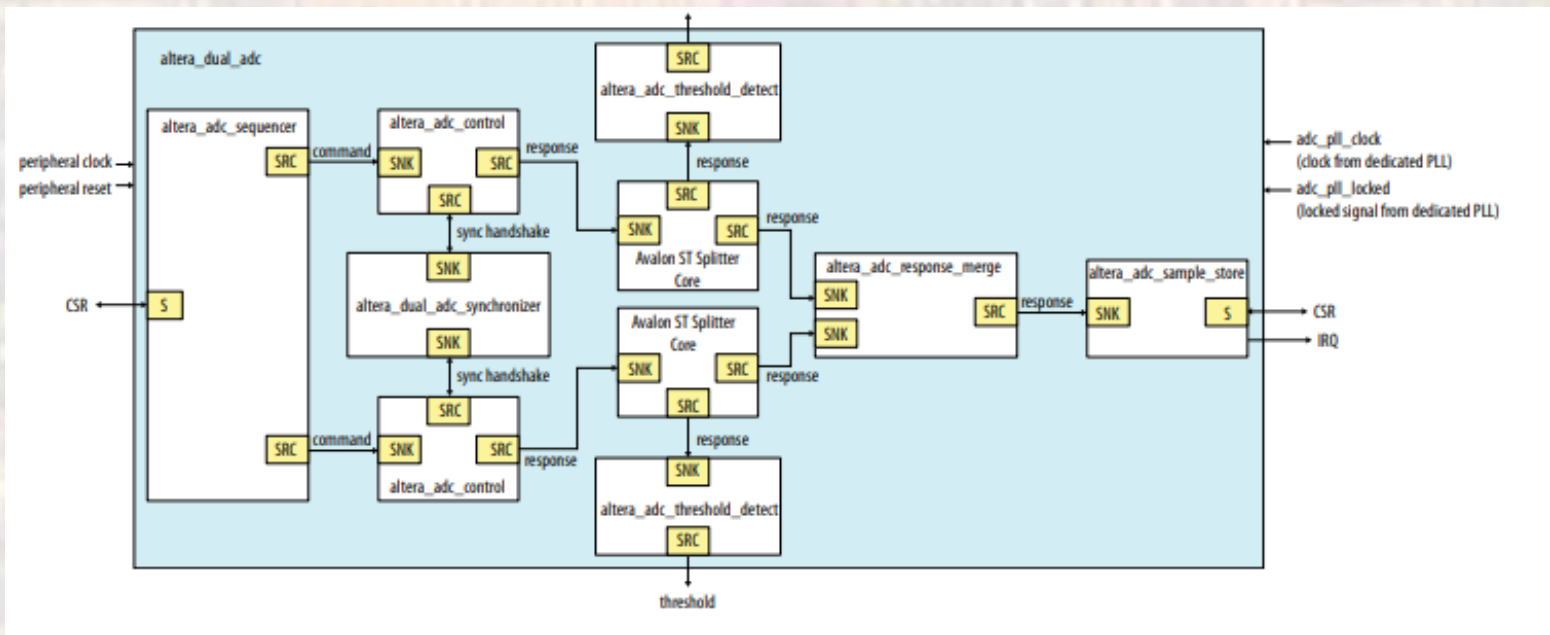 altera_dual_adc
SRC
altera_adc_threshold_detect
SNK
response
altera_adc_sequencer
SRC
command
altera_adc_control
SNK
SRC
response
SRC
peripheral clock
peripheral reset
adc_pll_clock
(clock from dedicated PLL)
adc_pll_locked
(locked signal from dedicated PLL)
sync handshake
SRC
SNK
SRC
response
Avalon ST Splitter
Core
SNK
altera_dual_adc_synchronizer
SNK
sync handshake
CSR
S
altera_adc_response_merge
SNK
SNK
SRC
response
altera_adc_sample_store
SNK
S
CSR
IRQ
Avalon ST Splitter
Core
SNK
SRC
response
SRC
response
SRC
command
SRC
SNK
SRC
response
altera_adc_control
SNK
altera_adc_threshold_detect
SRC
threshold